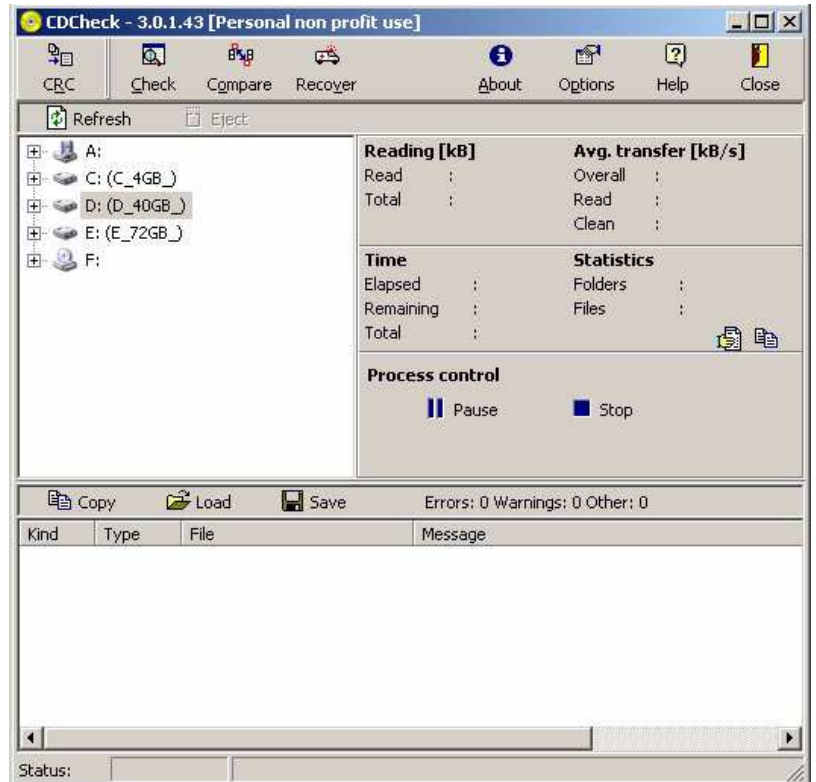 CDCheck - 3.0.1.43 [Personal non profit use]
CRC Check Compare Recover About Options Help Close
Refresh Eject
A:
C: (C_4GB_)
D: (D_40GB_)
E: (E_72GB_)
F:
Reading [kB] Avg. transfer [kB/s]
Read : Overall :
Total : Read :
Clean :
Time Statistics
Elapsed : Folders :
Remaining : Files :
Total :
Process control
Pause Stop
Copy Load Save Errors: 0 Warnings: 0 Other: 0
Kind Type File Message
Status: